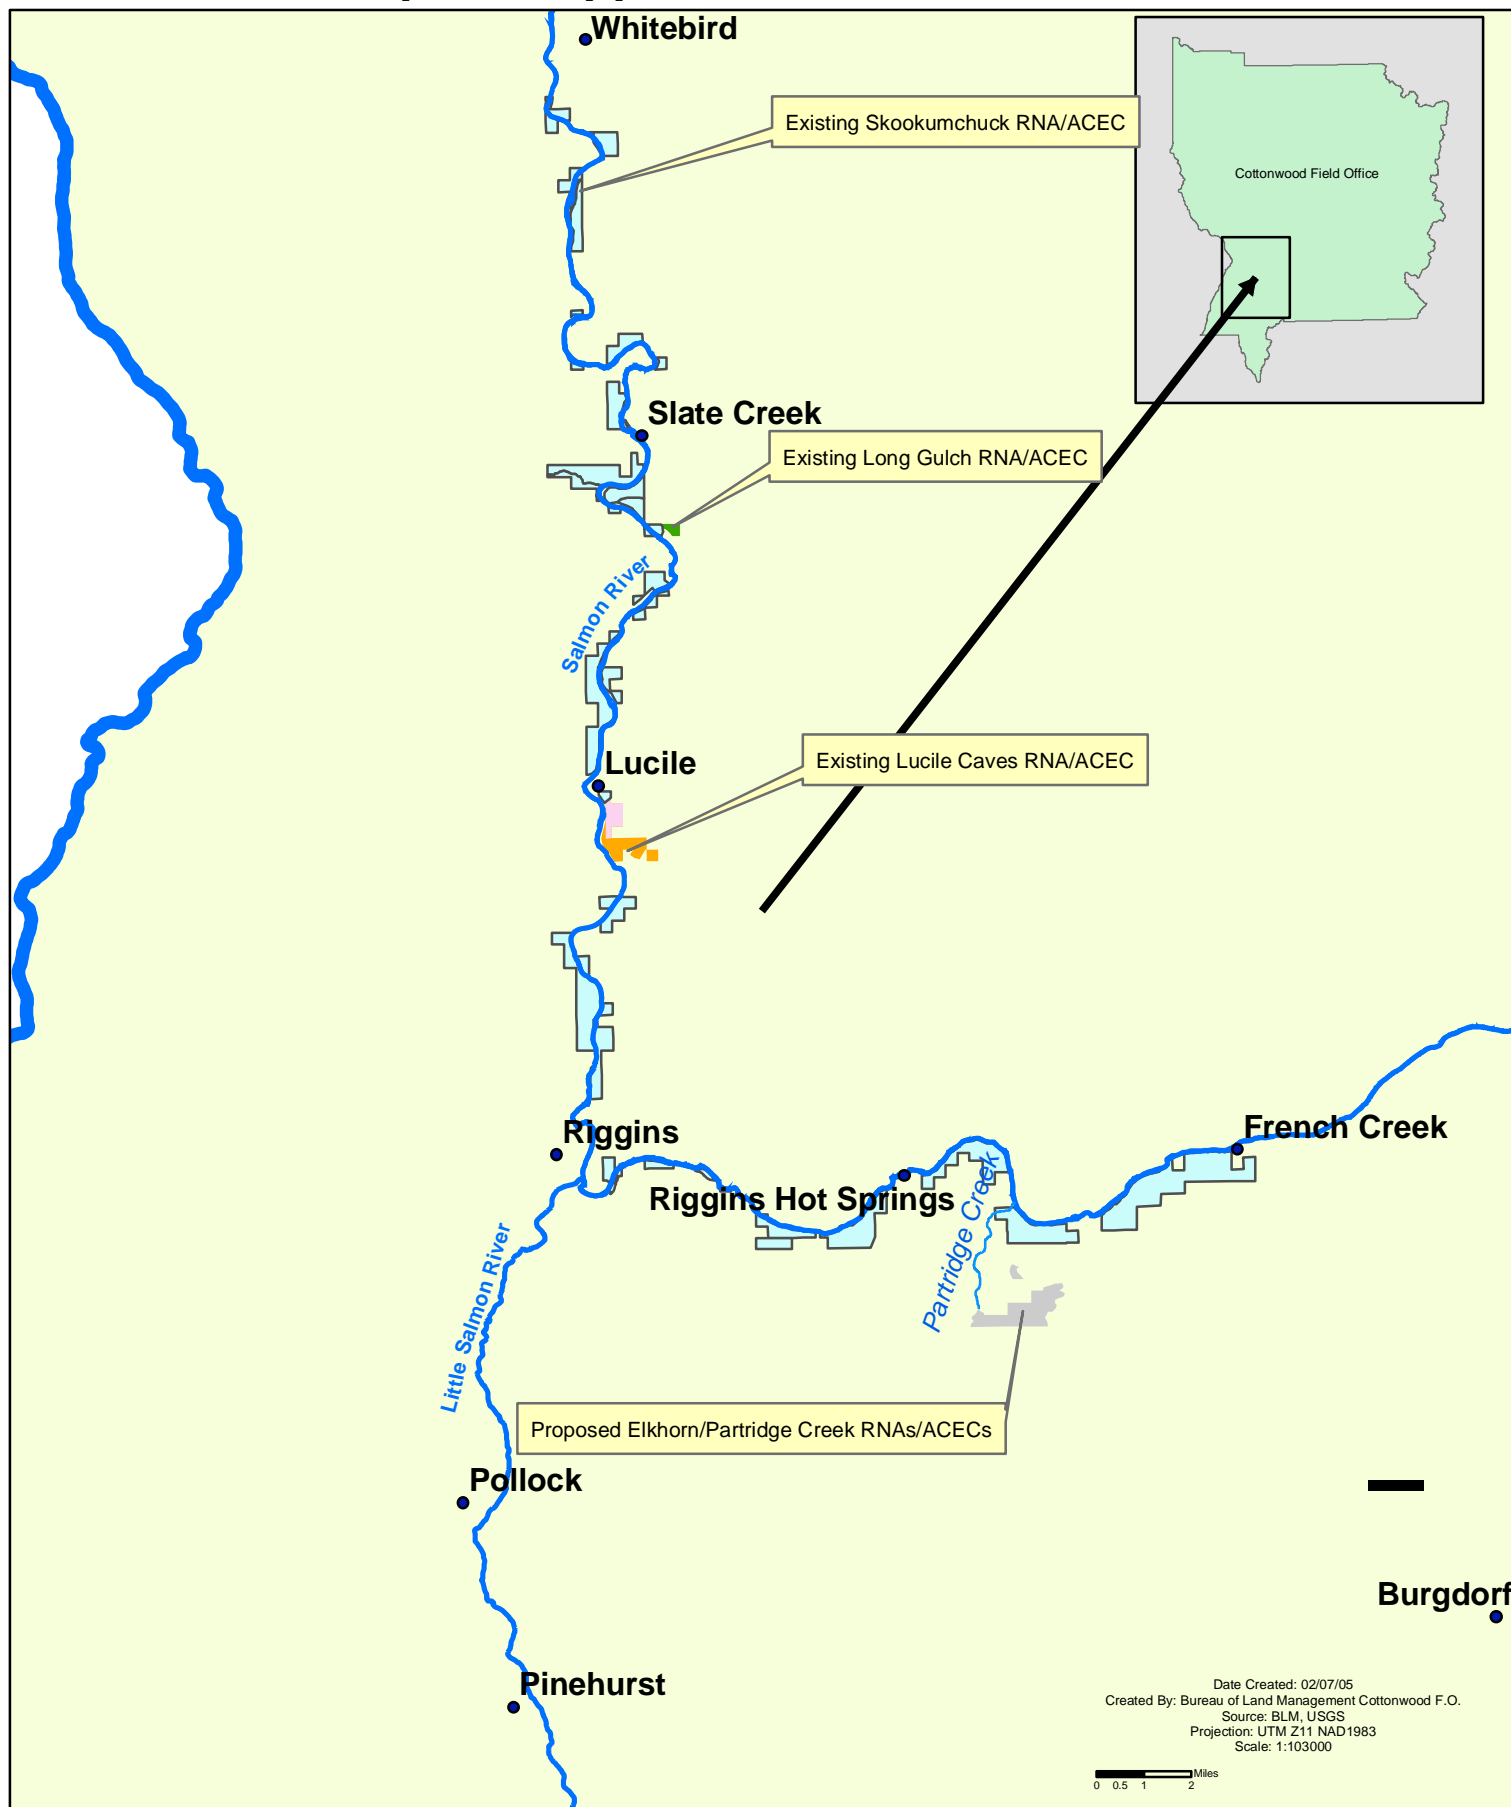 Whitebird
Existing Skookumchuck RNA/ACEC
Cottonwood Field Office
Slate Creek
Existing Long Gulch RNA/ACEC
Salmon River
Existing Lucile Caves RNA/ACEC
Lucile
Riggins
French Creek
Riggins Hot Springs
Partridge Creek
Little Salmon River
Proposed Elkhorn/Partridge Creek RNAs/ACECs
Pollock
Burgdorf
Pinehurst
Date Created: 02/07/05
Created By: Bureau of Land Management Cottonwood F.O.
Source: BLM, USGS
Projection: UTM Z11 NAD1983
Scale: 1:103000
Miles
0 0.5 1 2